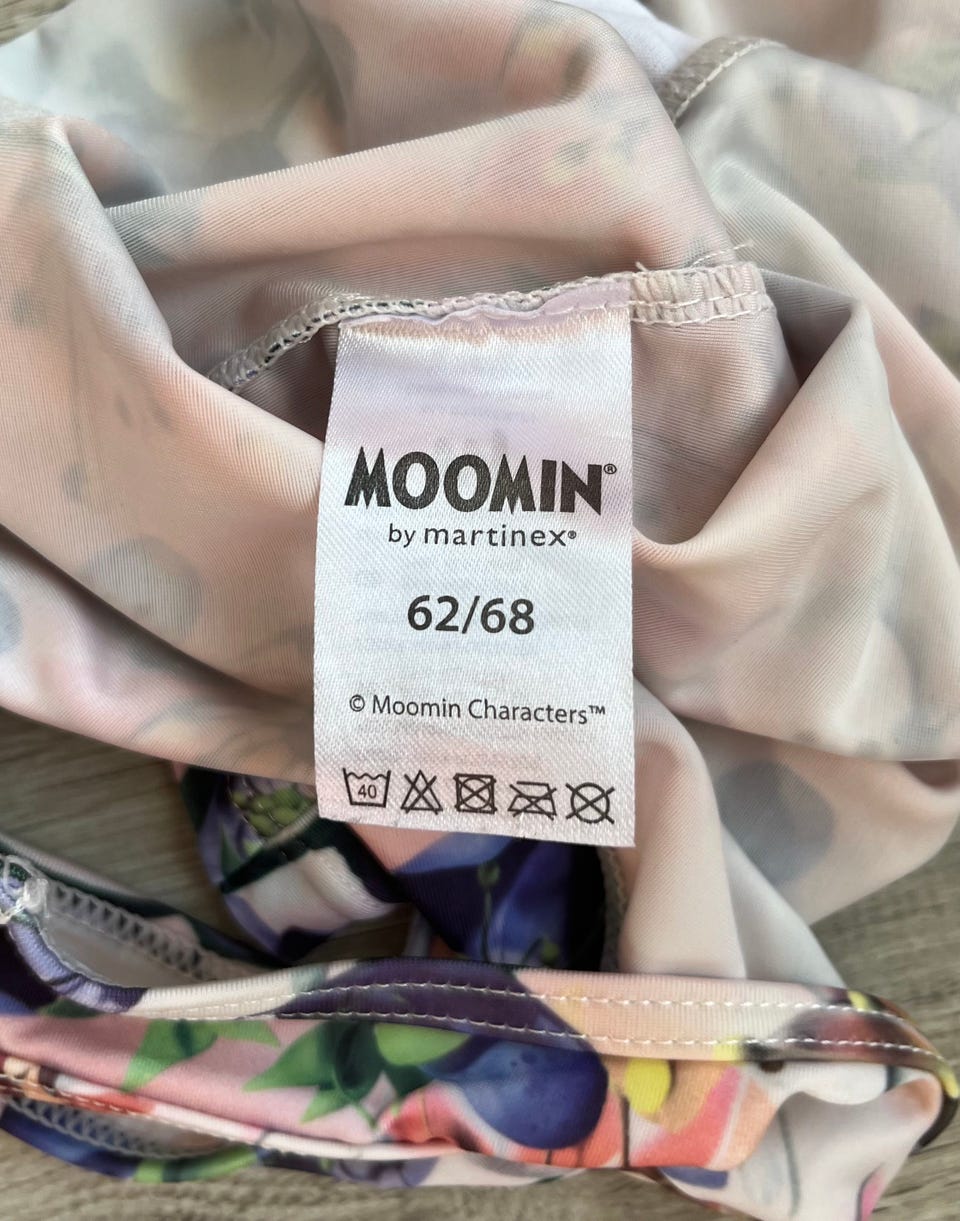 MOOMIN®
by martinex®
62/68
© Moomin Characters™
40